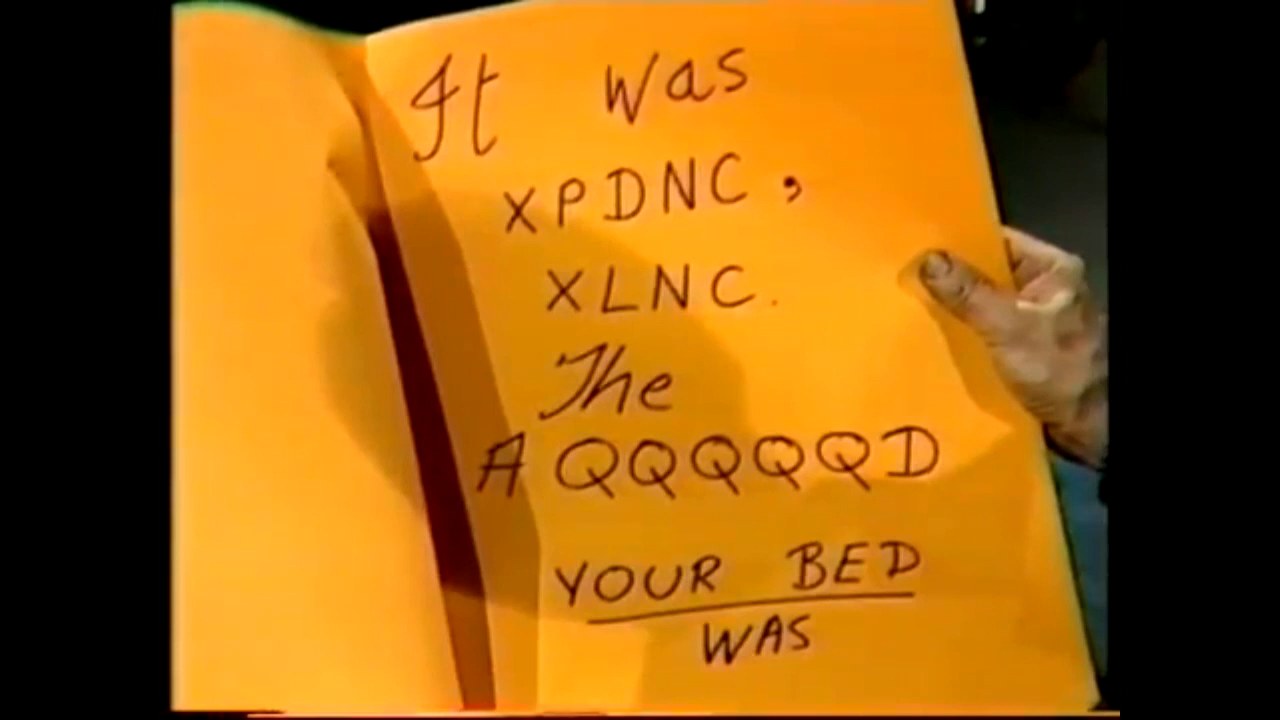 It was
XPDNC,
XLNC.
The
AQQQQQD
YOUR BED
WAS